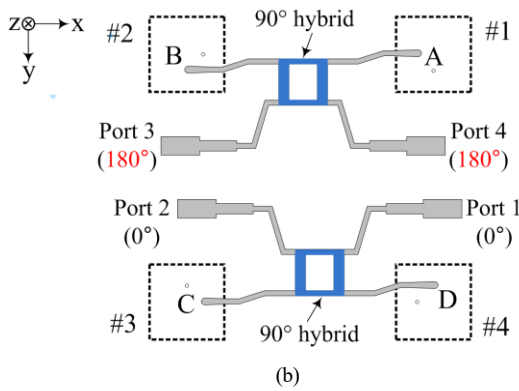 90° hybrid
z x
y
#2 #1
B A
Port 3 Port 4
(180°) (180°)
Port 2 Port 1
(0°) (0°)
C D
#3 #4
90° hybrid
(b)